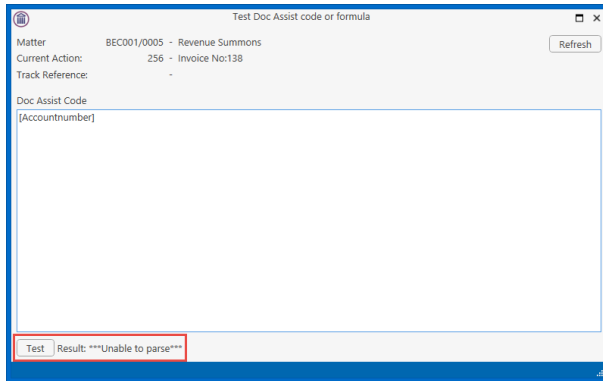 Test Doc Assist code or formula
Matter BEC001/0005 - Revenue Summons Refresh
Current Action: 256 - Invoice No:138
Track Reference: -
Doc Assist Code
[Accountnumber]
Test Result: ***Unable to parse***